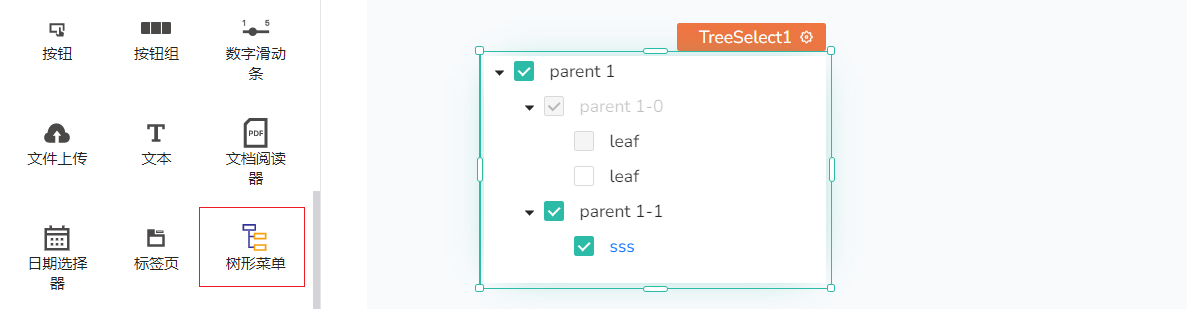 1 5
按钮
按钮组
数字滑动
条
PDF
文件上传
文本
文档阅读
器
日期选择
器
标签页
树形菜单
TreeSelect1
parent 1
parent 1-0
leaf
leaf
parent 1-1
sss